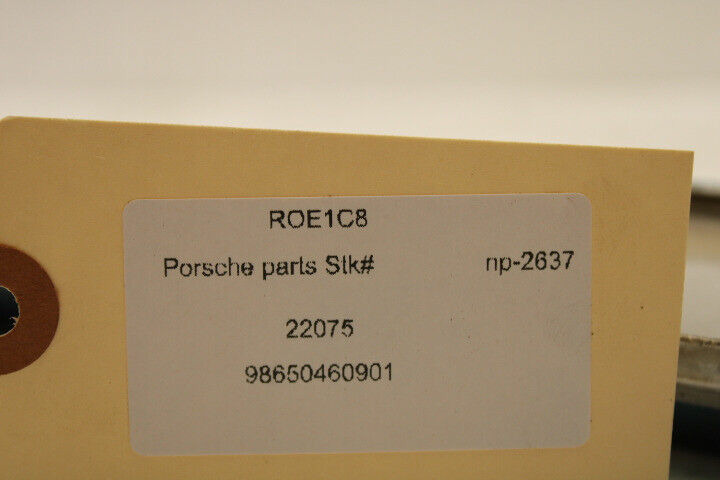 ROE1C8
Porsche parts Stk# np-2637
22075
98650460901